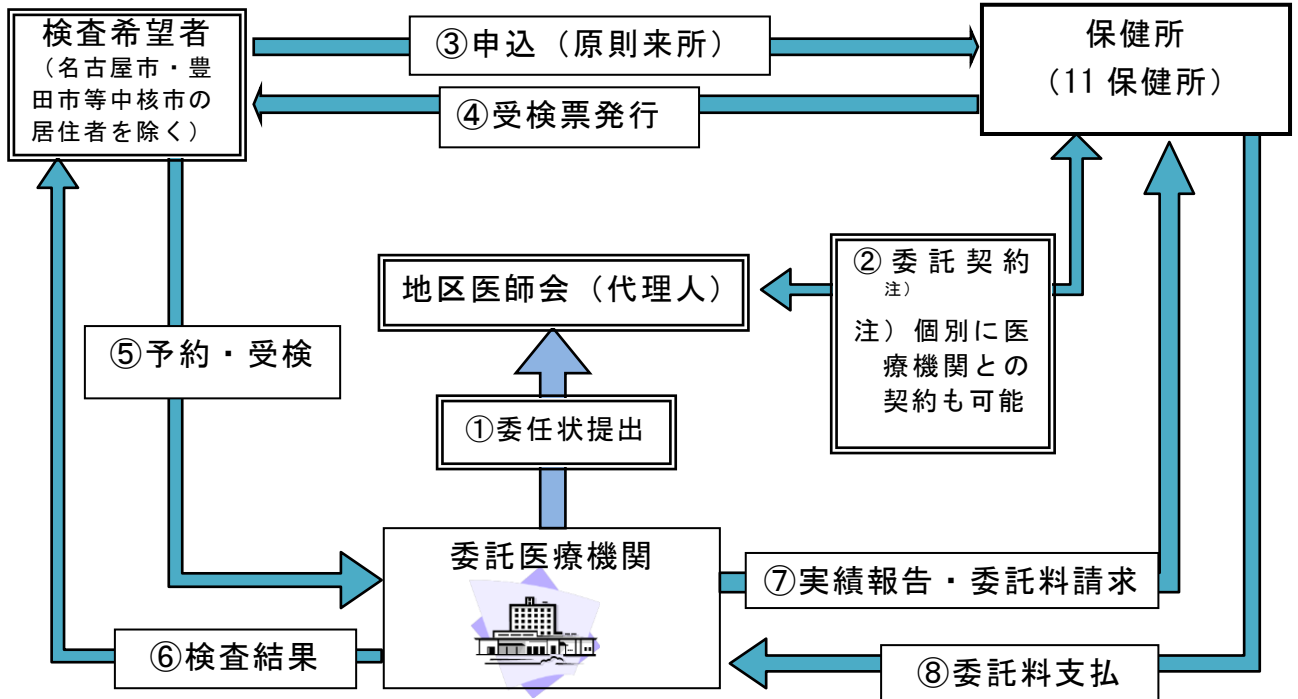 検査希望者
（名古屋市・豊
田市等中核市の
居住者を除く）
③申込（原則来所）
④受検票発行
保健所
（11 保健所）
地区医師会（代理人）
②委託契約
注）
注）個別に医
療機関との
契約も可能
⑤予約・受検
①委任状提出
委託医療機関
⑦実績報告・委託料請求
⑥検査結果
⑧委託料支払